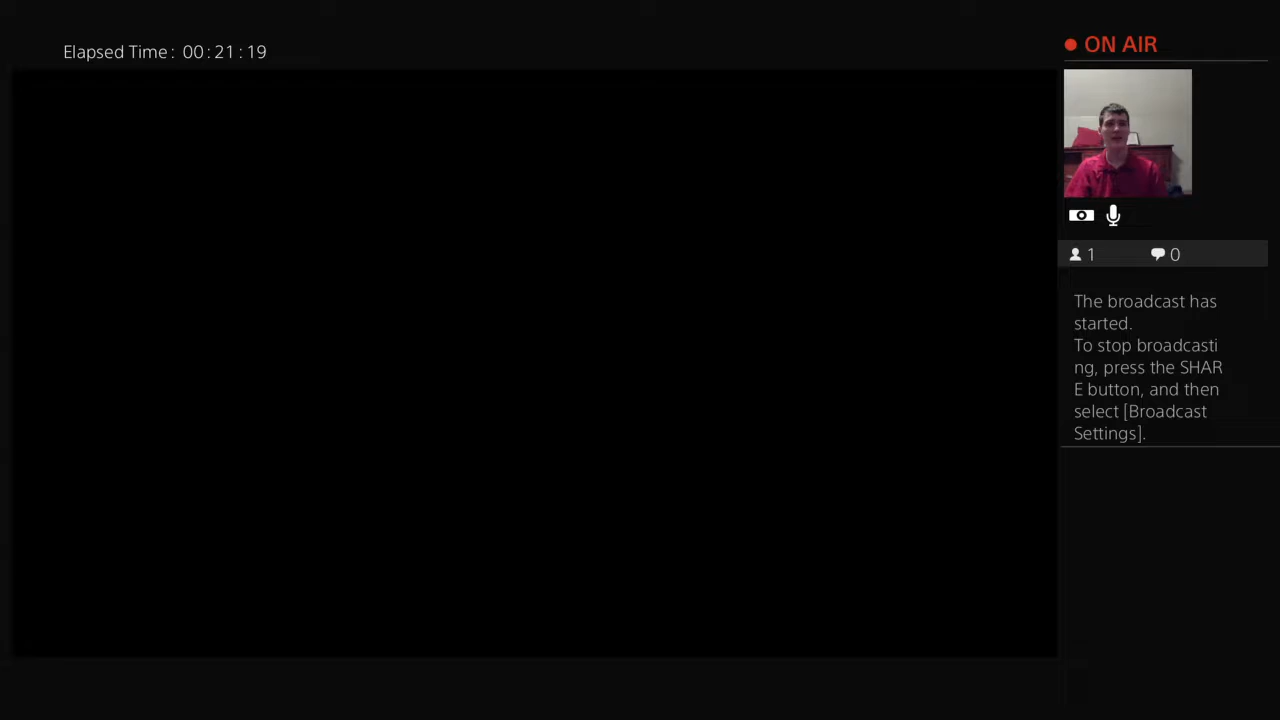 Elapsed Time: 00:21:19
ON AIR
1 0
The broadcast has
started.
To stop broadcasti
ng, press the SHAR
E button, and then
select [Broadcast
Settings].